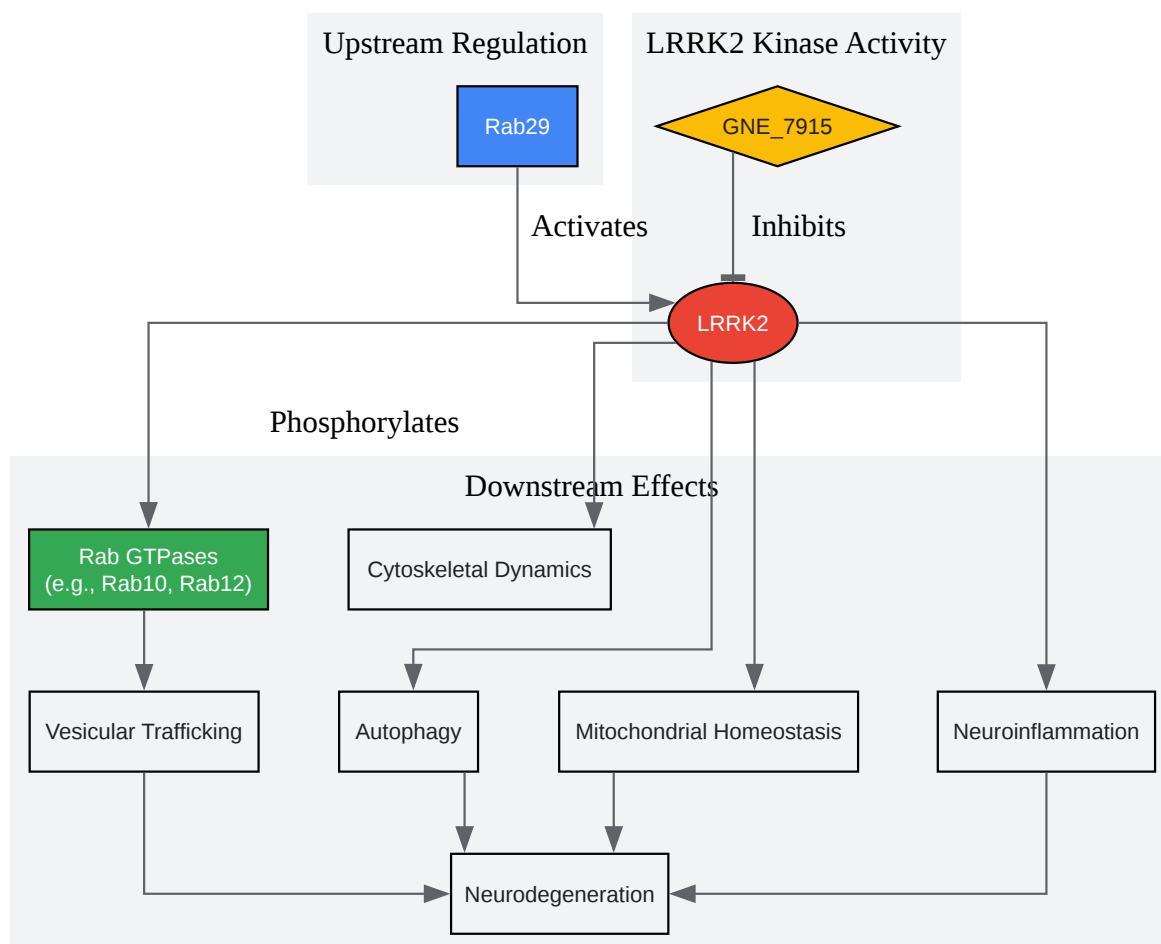 Upstream Regulation
LRRK2 Kinase Activity
Rab29
GNE_7915
Activates
Inhibits
LRRK2
Phosphorylates
Downstream Effects
Rab GTPases
(e.g., Rab10, Rab12)
Cytoskeletal Dynamics
Vesicular Trafficking
Autophagy
Mitochondrial Homeostasis
Neuroinflammation
Neurodegeneration